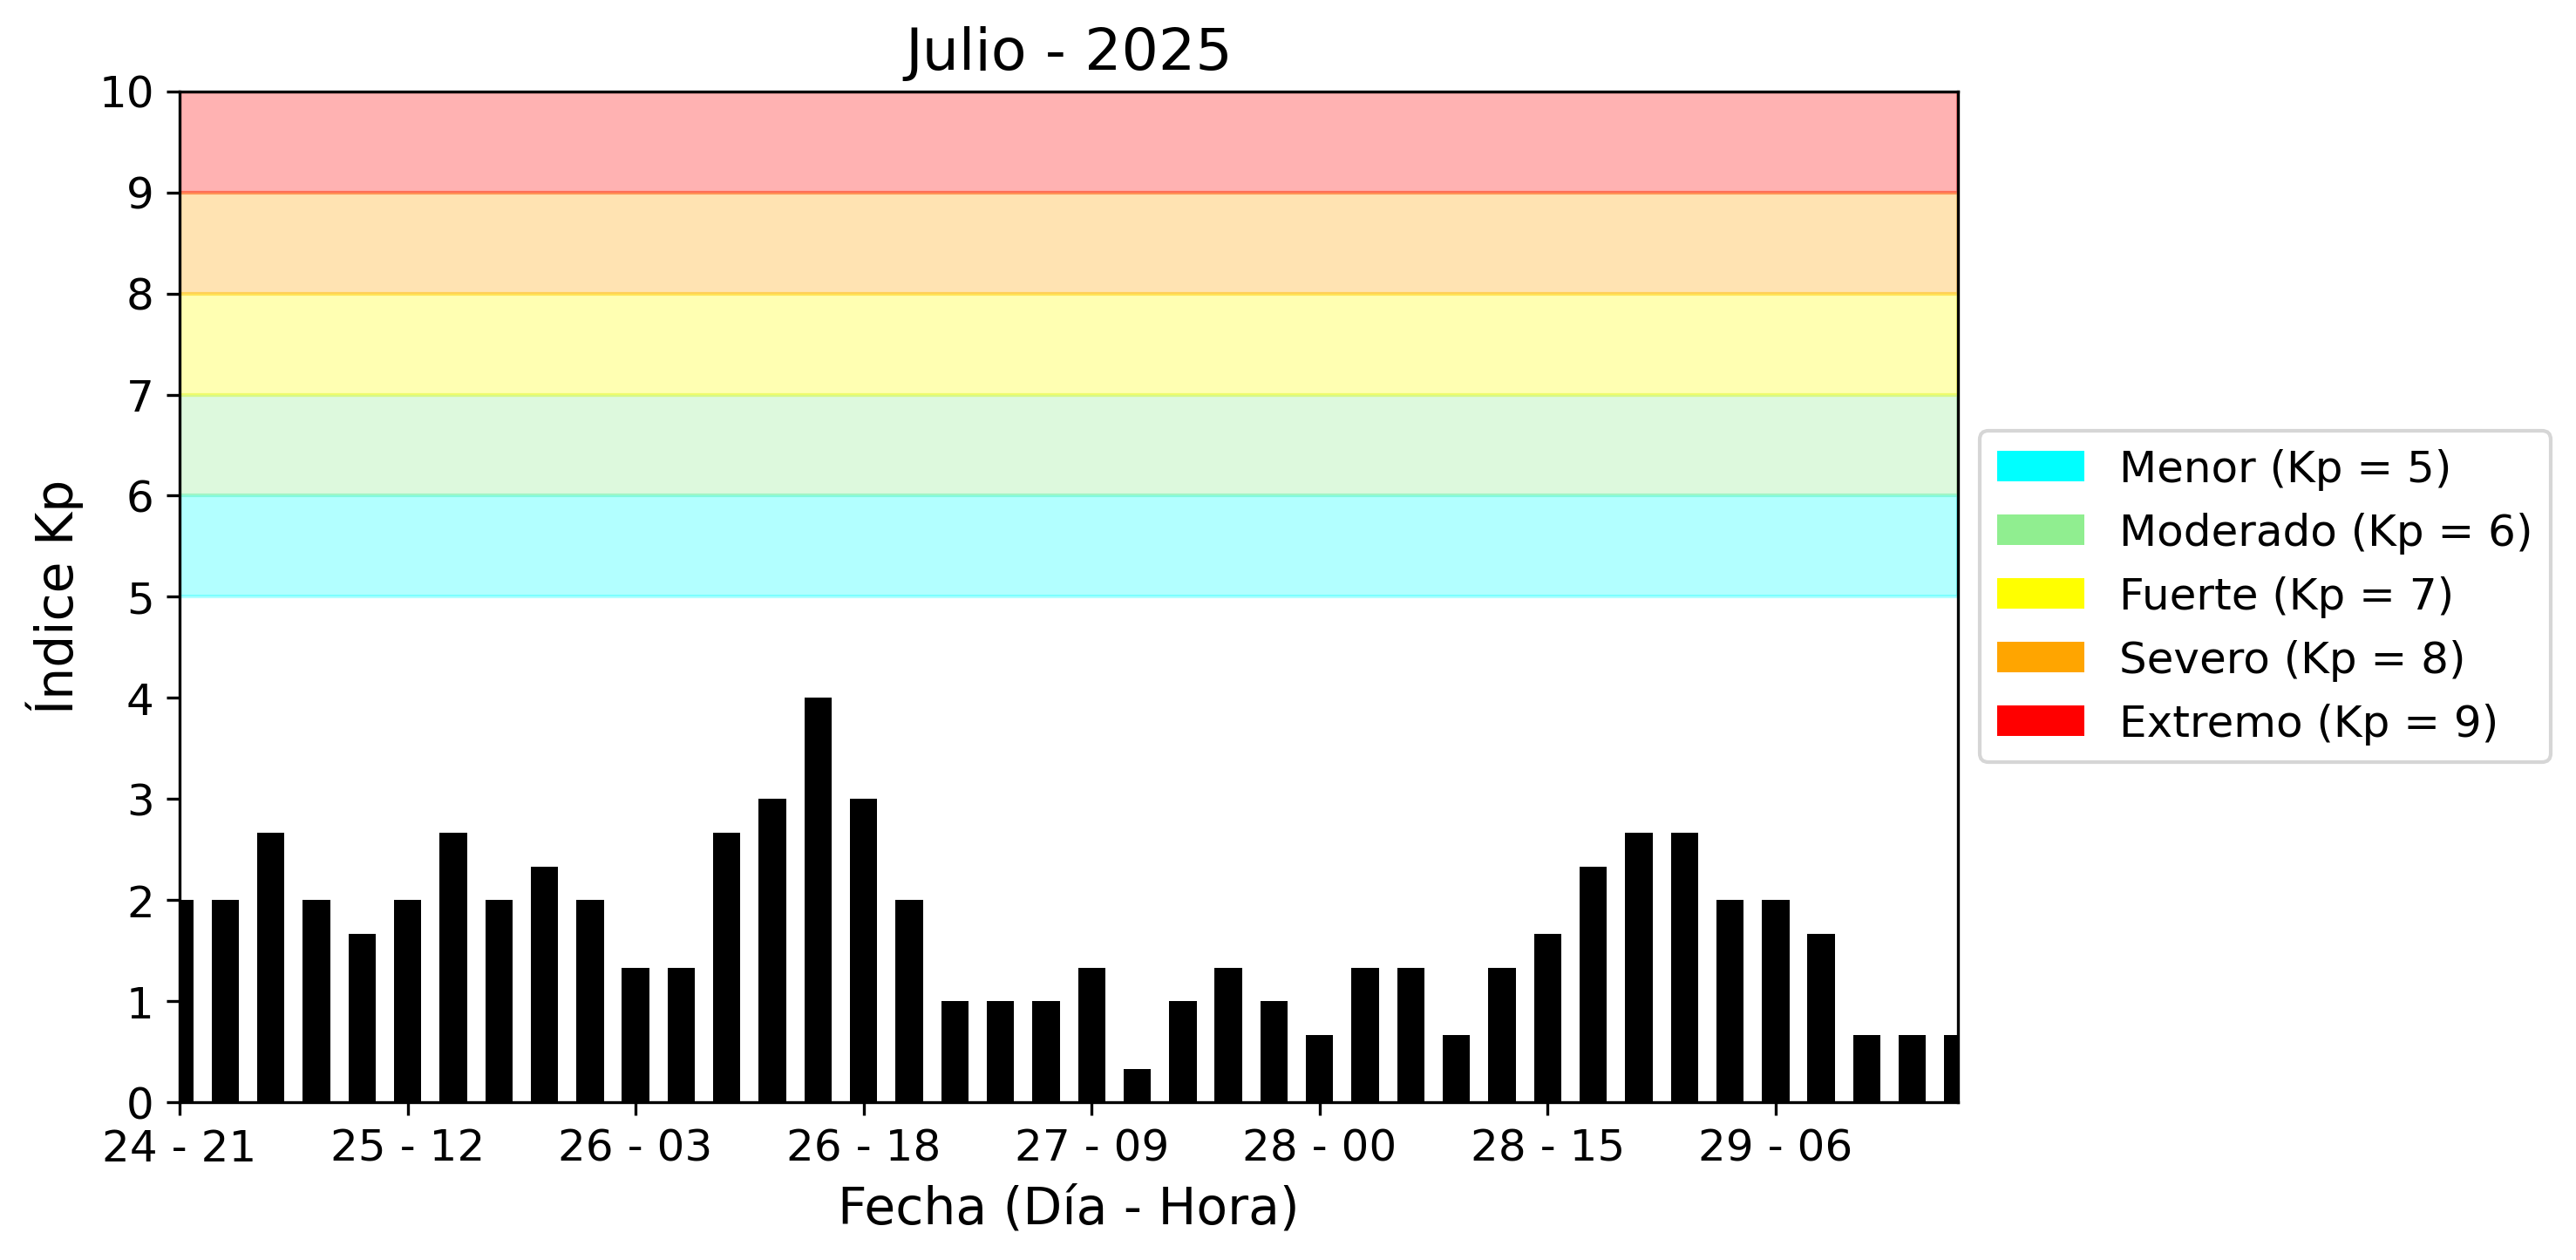 Julio - 2025
10
9
8
7
6
5
4
3
2
1
0
Índice Kp
24 - 21
25 - 12
26 - 03
26 - 18
27 - 09
28 - 00
28 - 15
29 - 06
Fecha (Día - Hora)
Menor (Kp = 5)
Moderado (Kp = 6)
Fuerte (Kp = 7)
Severo (Kp = 8)
Extremo (Kp = 9)